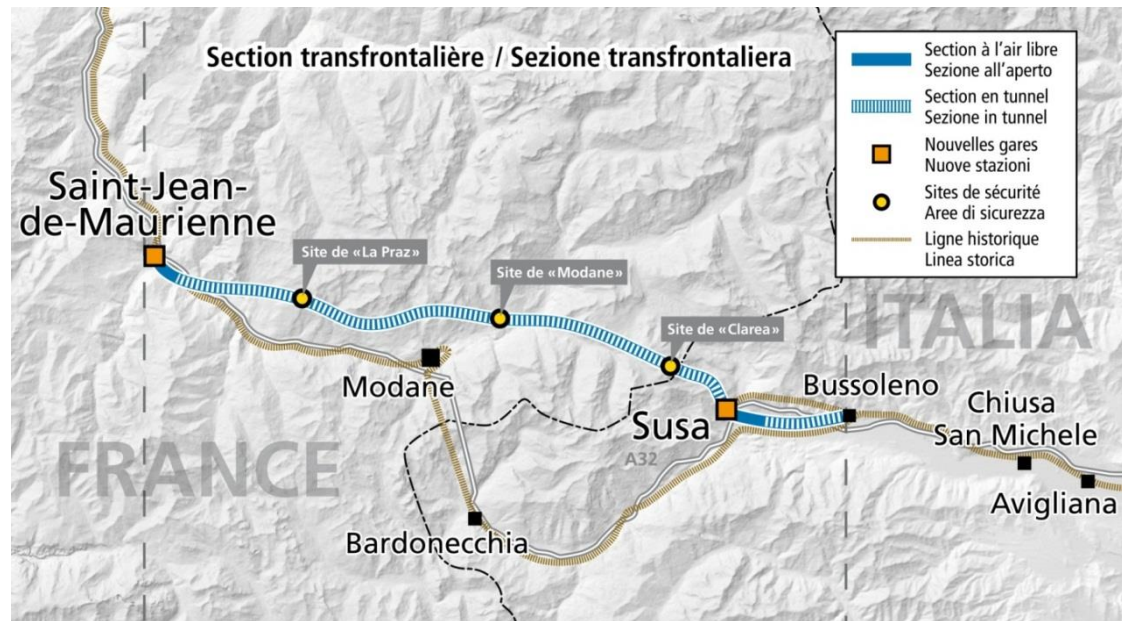 Section transfrontalière / Sezione transfrontaliera
Section à l'air libre
Sezione all'aperto
Section en tunnel
Sezione in tunnel
Nouvelles gares
Nuove stazioni
Sites de sécurité
Aree di sicurezza
Ligne historique
Linea storica
Saint-Jean-
de-Maurienne
Site de «La Praz»
Site de «Modane»
Site de «Clarea»
ITALIA
Modane
Bussoleno
Chiusa
San Michele
Susa
A32
FRANCE
Avigliana
Bardonecchia